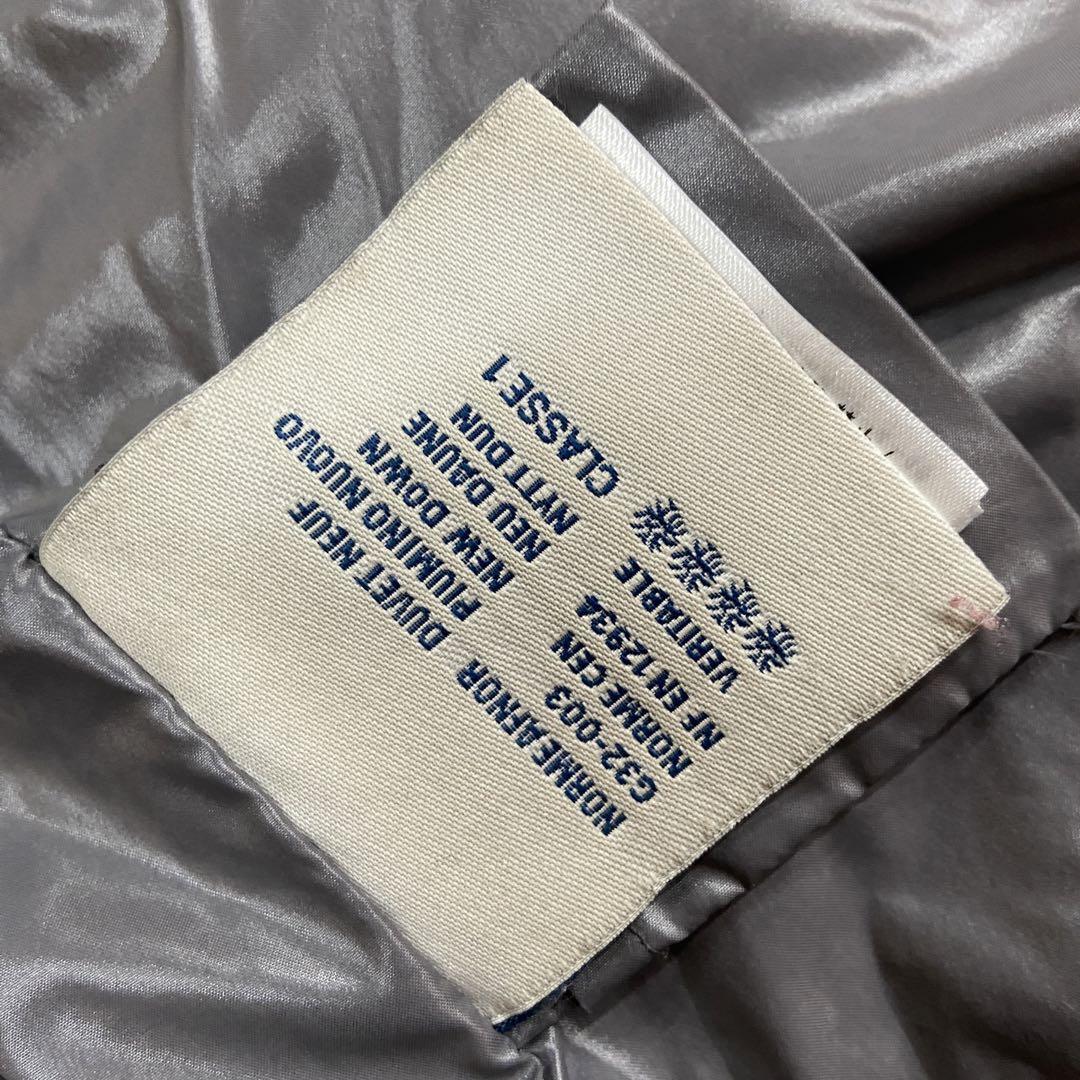 NORME AFNOR DUVET NEUF
G32-003 PIUMINO NUOVO
NORME CEN NEW DOWN
NF EN 12934 NEU DAUNE
VERITABLE NYTT DUN
CLASSE1